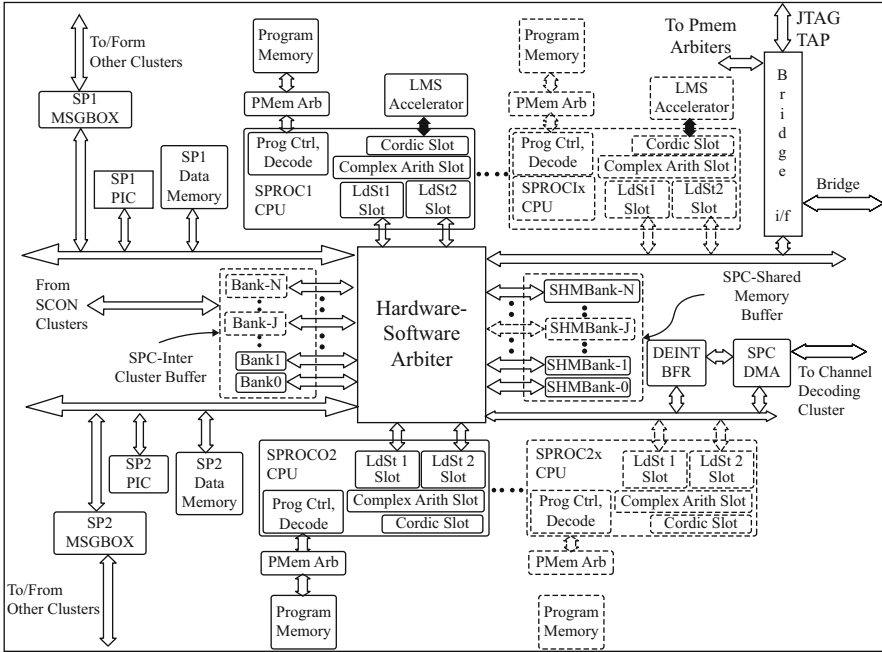 To/Form
Other Clusters
SP1
MSGBOX
SP1
PIC
SP1
Data
Memory
Program
Memory
PMem Arb
LMS
Accelerator
Prog Ctrl,
Decode
Cordic Slot
Complex Arith Slot
SPROC1
CPU
LdSt1
Slot
LdSt2
Slot
Program
Memory
PMem Arb
LMS
Accelerator
Prog Ctrl,
Decode
Cordic Slot
Complex Arith Slot
SPROCIx
CPU
LdSt1
Slot
LdSt2
Slot
To Pmem
Arbiters
JTAG
TAP
B
r
i
d
g
e
i/f
Bridge
From
SCON
Clusters
Bank-N
Bank-J
Bank1
Bank0
SPC-Inter
Cluster Buffer
Hardware-
Software
Arbiter
SHMBank-N
SHMBank-J
SHMBank-1
SHMBank-0
SPC-Shared
Memory
Buffer
DEINT
BFR
SPC
DMA
To Channel
Decoding
Cluster
SP2
PIC
SP2
Data
Memory
SP2
MSGBOX
To/From
Other Clusters
SPROCO2
CPU
LdSt 1
Slot
LdSt 2
Slot
Prog Ctrl,
Decode
Complex Arith Slot
Cordic Slot
PMem Arb
Program
Memory
SPROC2x
CPU
LdSt 1
Slot
LdSt 2
Slot
Prog Ctrl,
Decode
Complex Arith Slot
Cordic Slot
PMem Arb
Program
Memory